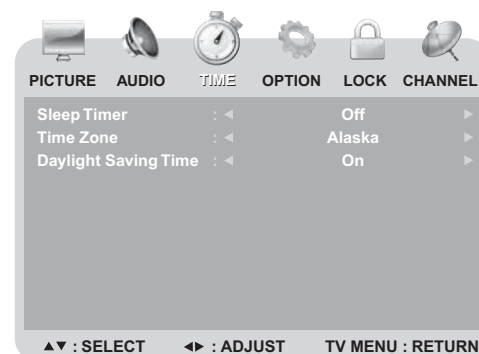 PICTURE AUDIO TIME OPTION LOCK CHANNEL
Sleep Timer : ◀ Off ▶
Time Zone : ◀ Alaska ▶
Daylight Saving Time : ◀ On ▶
▲▼ : SELECT ◀▶ : ADJUST TV MENU : RETURN